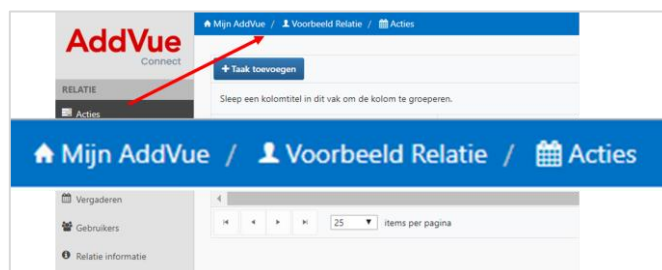 AddVue
Connect
Mijn AddVue / Voorbeeld Relatie / Acties
+ Taak toevoegen
RELATIE
Sleep een kolomtitel in dit vak om de kolom te groeperen.
Acties
Mijn AddVue / Voorbeeld Relatie / Acties
Vergaderen
Gebruikers
25 items per pagina
Relatie informatie